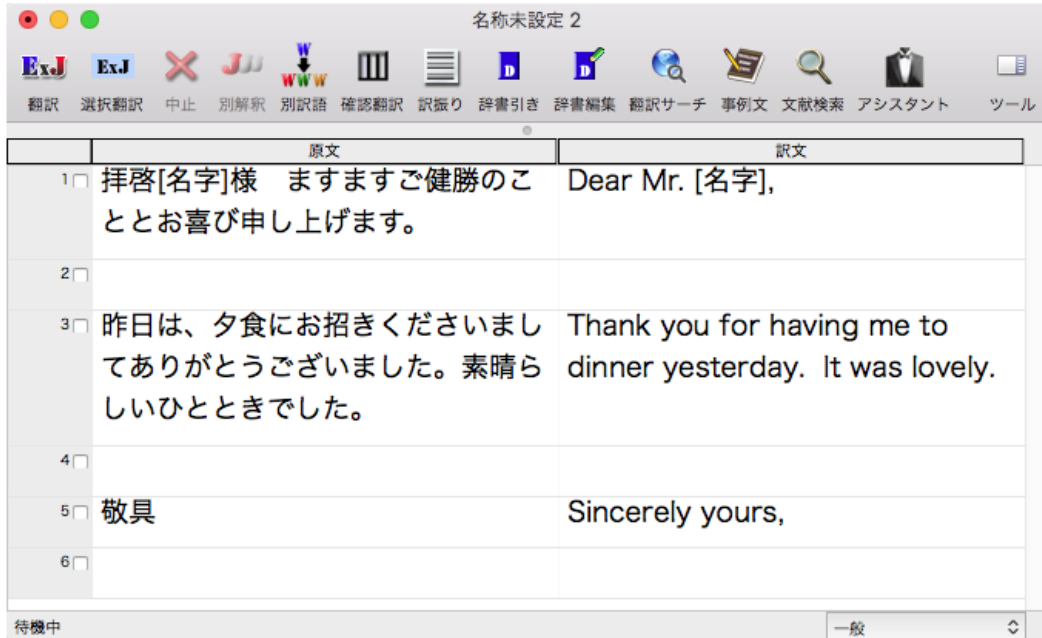 名称未設定 2
ExJ ExJ J W WWW D D
翻訳 選択翻訳 中止 別解釈 別訳語 確認翻訳 訳振り 辞書引き 辞書編集 翻訳サーチ 事例文 文献検索 アシスタント ツール
原文 訳文
1 拝啓[名字]様　ますますご健勝のこ Dear Mr. [名字],
ととお喜び申し上げます。
2
3 昨日は、夕食にお招きくださいまし Thank you for having me to
てありがとうございました。素晴ら dinner yesterday. It was lovely.
しいひとときでした。
4
5 敬具 Sincerely yours,
6
待機中 一般